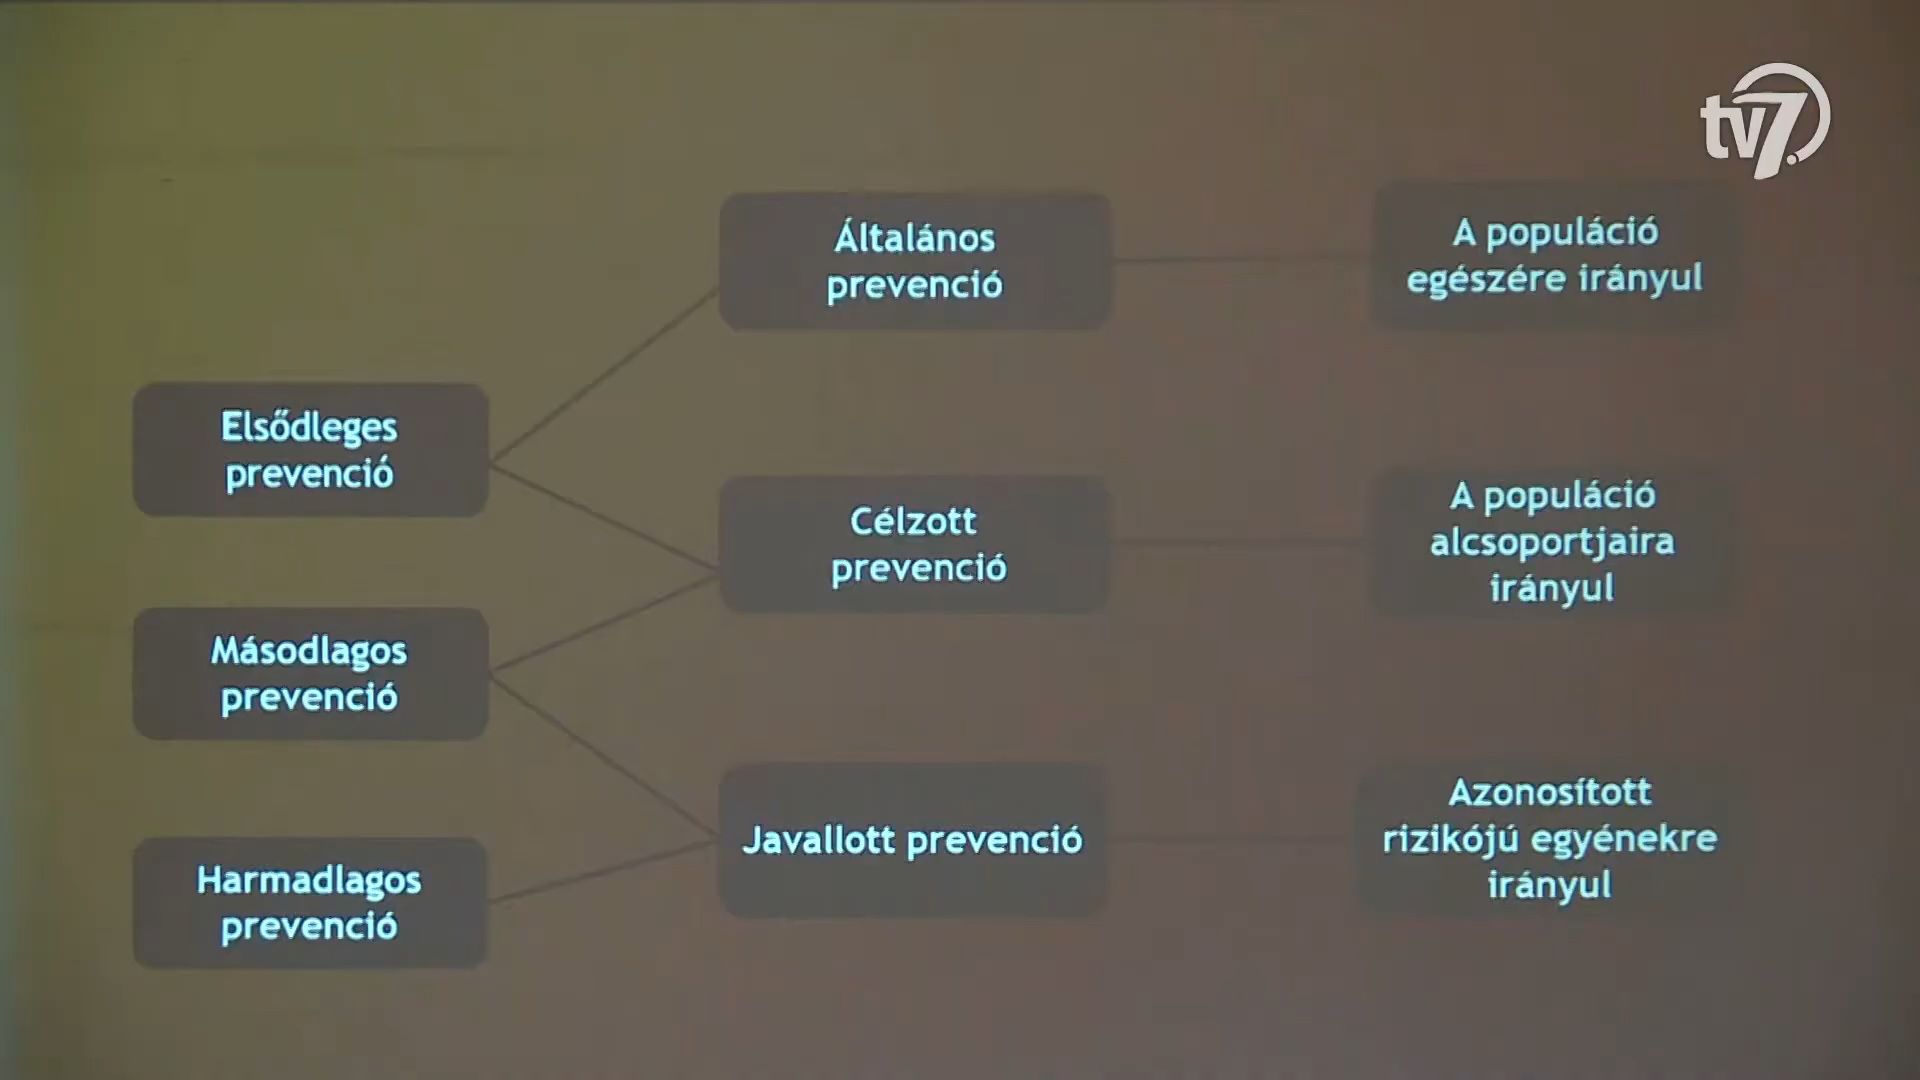 tv7
Általános
prevenció
A populáció
egészére irányul
Elsődleges
prevenció
Célzott
prevenció
A populáció
alcsoportjaira
irányul
Másodlagos
prevenció
Javallott prevenció
Azonosított
rizikójú egyénekre
irányul
Harmadlagos
prevenció